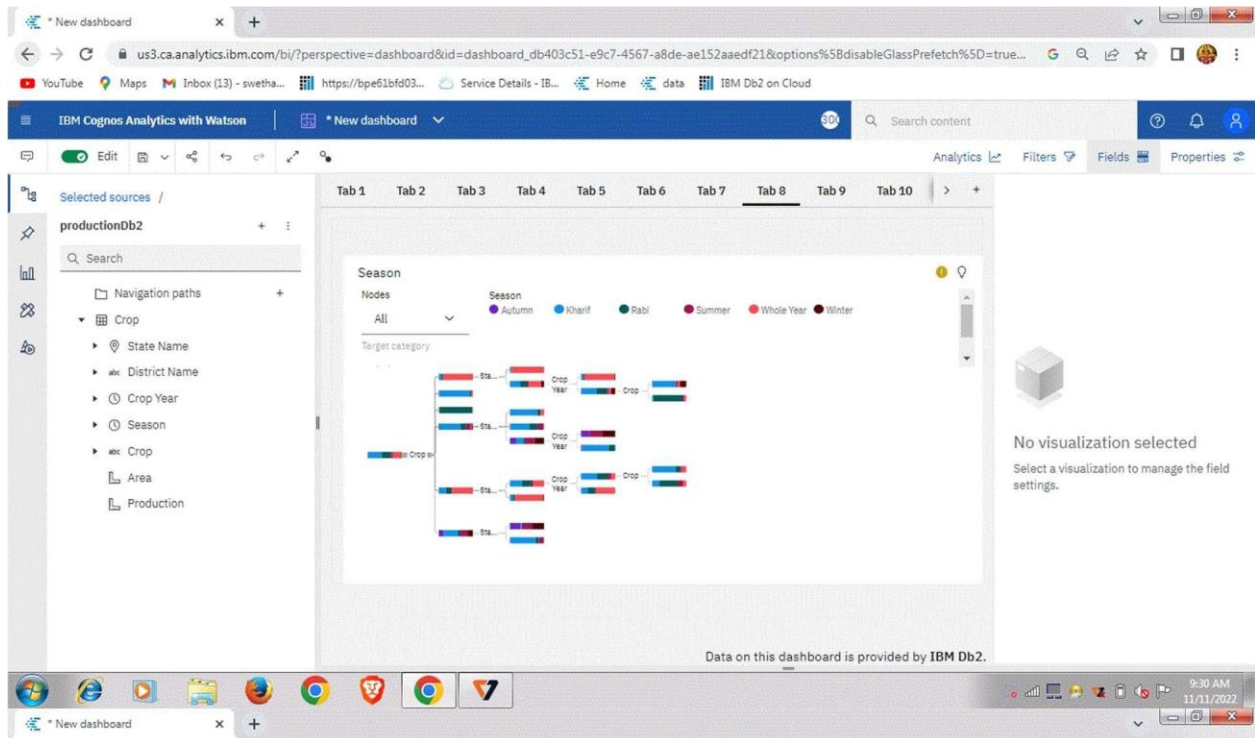 * New dashboard
us3.ca.analytics.ibm.com/bi/?perspective=dashboard&id=dashboard_db403c51-e9c7-4567-a8de-ae152aaedf21&options%5BdisableGlassPrefetch%5D=true...
YouTube Maps Inbox (13) - swetha... https://bpe61bfd03... Service Details - IB... Home data IBM Db2 on Cloud
IBM Cognos Analytics with Watson * New dashboard Search content
Edit Analytics Filters Fields Properties
Selected sources / Tab 1 Tab 2 Tab 3 Tab 4 Tab 5 Tab 6 Tab 7 Tab 8 Tab 9 Tab 10
productionDb2
Search
Navigation paths
Crop
State Name
abc District Name
Crop Year
Season
abc Crop
Area
Production
Season
Nodes
All
Target category
Season
Autumn Kharif Rabi Summer Whole Year Winter
Sta... Crop Year Crop
Sta... Crop Year
Crop
Sta... Crop Year Crop
Sta...
No visualization selected
Select a visualization to manage the field
settings.
Data on this dashboard is provided by IBM Db2.
9:30 AM
11/11/2022
* New dashboard